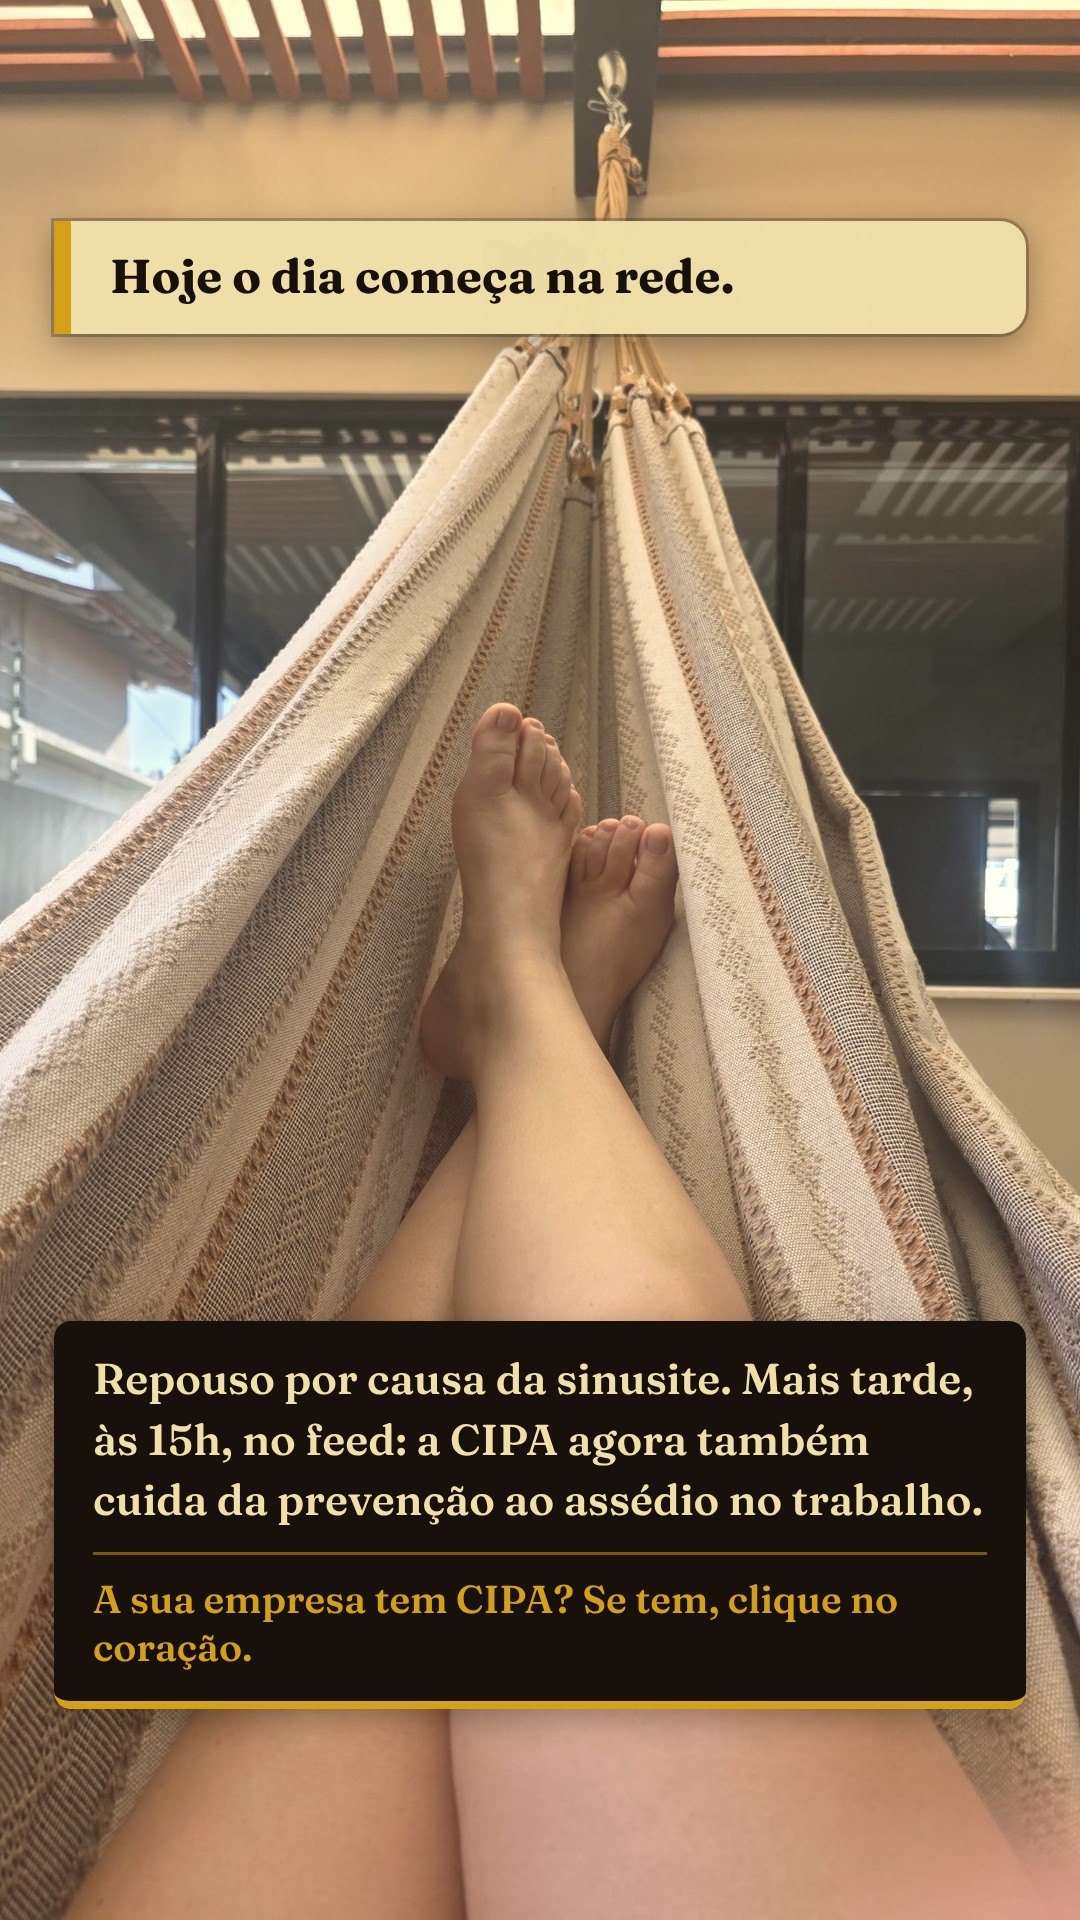 Hoje o dia começa na rede.
Repouso por causa da sinusite. Mais tarde,
às 15h, no feed: a CIPA agora também
cuida da prevenção ao assédio no trabalho.
A sua empresa tem CIPA? Se tem, clique no
coração.